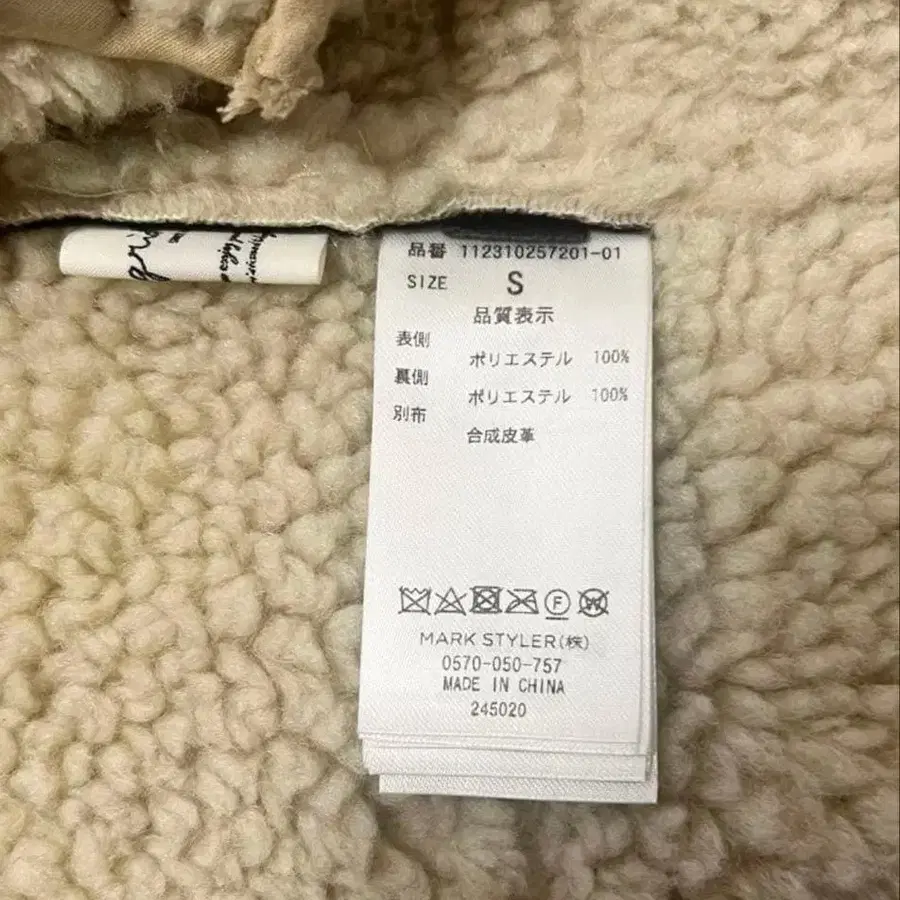 品番 112310257201-01
SIZE S
品質表示
表側 ポリエステル 100%
裏側 ポリエステル 100%
別布 合成皮革
F
W
MARK STYLER(株)
0570-050-757
MADE IN CHINA
245020